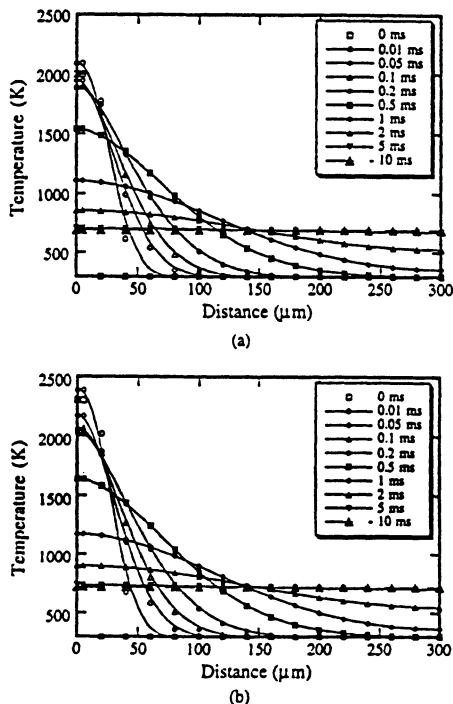 2500
2000
1500
1000
500
Temperature (K)
0 ms
0.01 ms
0.05 ms
0.1 ms
0.2 ms
0.5 ms
1 ms
2 ms
5 ms
- 10 ms
0 50 100 150 200 250 300
Distance (μm)
(a)
2500
2000
1500
1000
500
Temperature (K)
0 ms
0.01 ms
0.05 ms
0.1 ms
0.2 ms
0.5 ms
1 ms
2 ms
5 ms
- 10 ms
0 50 100 150 200 250 300
Distance (μm)
(b)